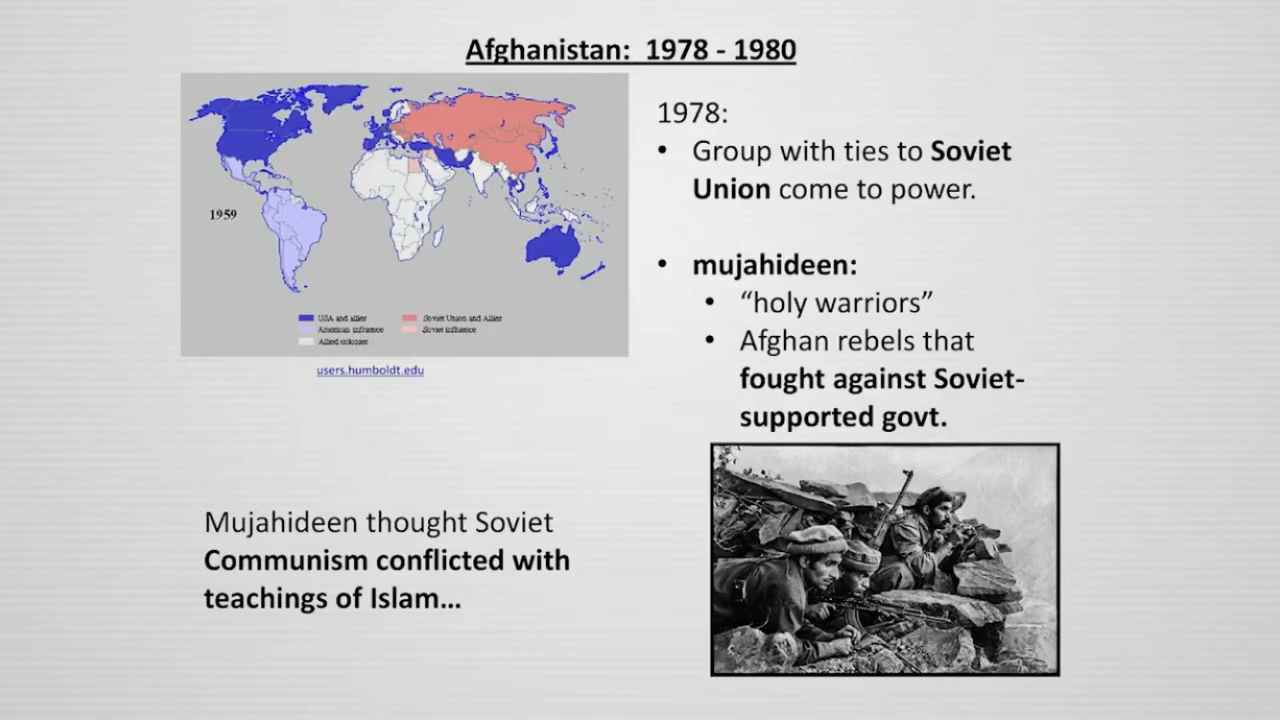 Afghanistan: 1978 - 1980
1959
USA and allies
American influence
Allied colonies
Soviet Union and Allies
Soviet influence
users.humboldt.edu
1978:
• Group with ties to Soviet
Union come to power.
• mujahideen:
• “holy warriors”
• Afghan rebels that
fought against Soviet-
supported govt.
Mujahideen thought Soviet
Communism conflicted with
teachings of Islam…